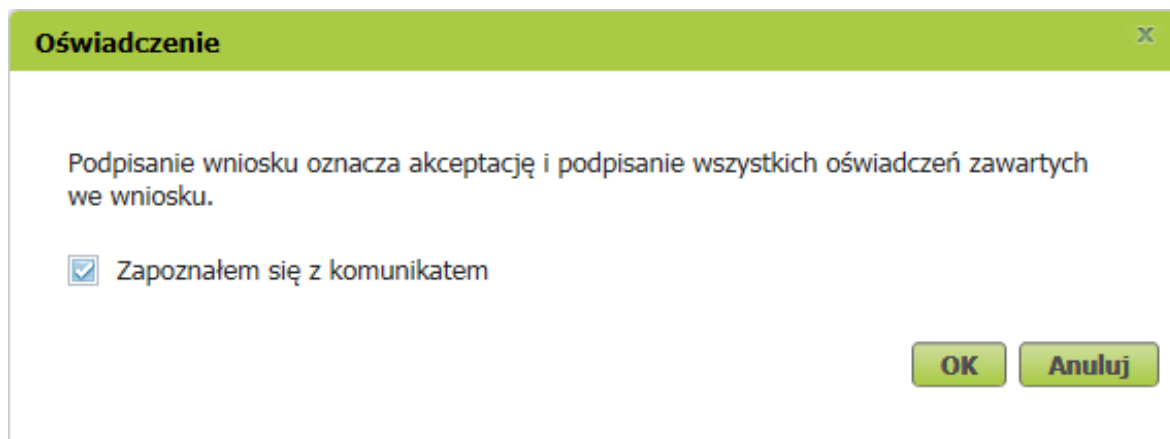 Oświadczenie
x
Podpisanie wniosku oznacza akceptację i podpisanie wszystkich oświadczeń zawartych
we wniosku.
Zapoznałem się z komunikatem
OK Anuluj